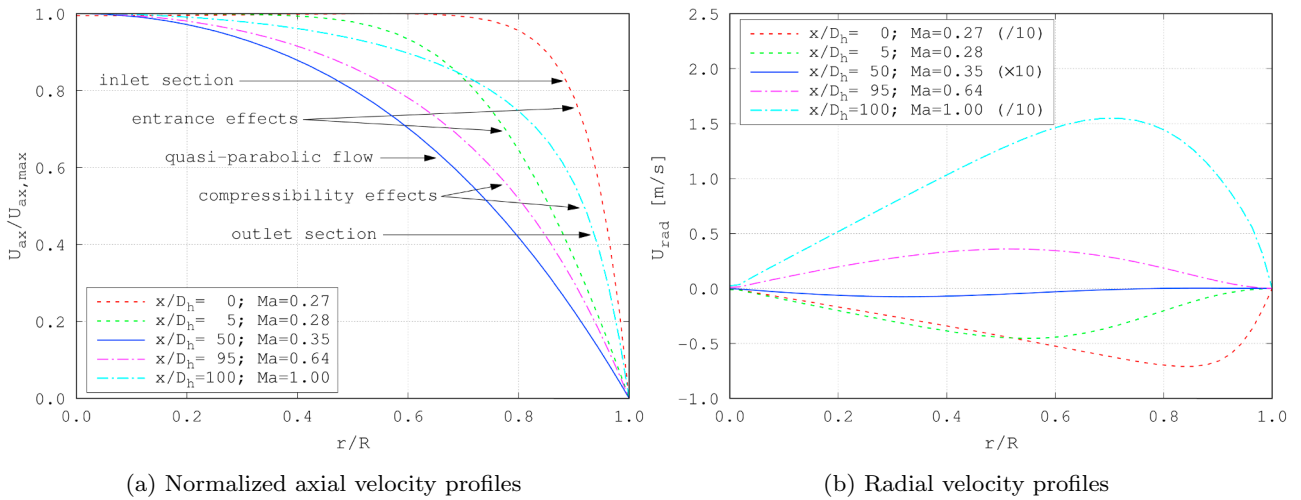 1.0
0.8
0.6
0.4
0.2
0.0
U_ax/U_ax,max
inlet section
entrance effects
quasi-parabolic flow
compressibility effects
outlet section
x/D_h=  0; Ma=0.27
x/D_h=  5; Ma=0.28
x/D_h= 50; Ma=0.35
x/D_h= 95; Ma=0.64
x/D_h=100; Ma=1.00
0.0 0.2 0.4 0.6 0.8 1.0
r/R
(a) Normalized axial velocity profiles
2.5
2.0
1.5
1.0
0.5
0.0
-0.5
-1.0
U_rad [m/s]
x/D_h=  0; Ma=0.27 (/10)
x/D_h=  5; Ma=0.28
x/D_h= 50; Ma=0.35 (×10)
x/D_h= 95; Ma=0.64
x/D_h=100; Ma=1.00 (/10)
0.0 0.2 0.4 0.6 0.8 1.0
r/R
(b) Radial velocity profiles